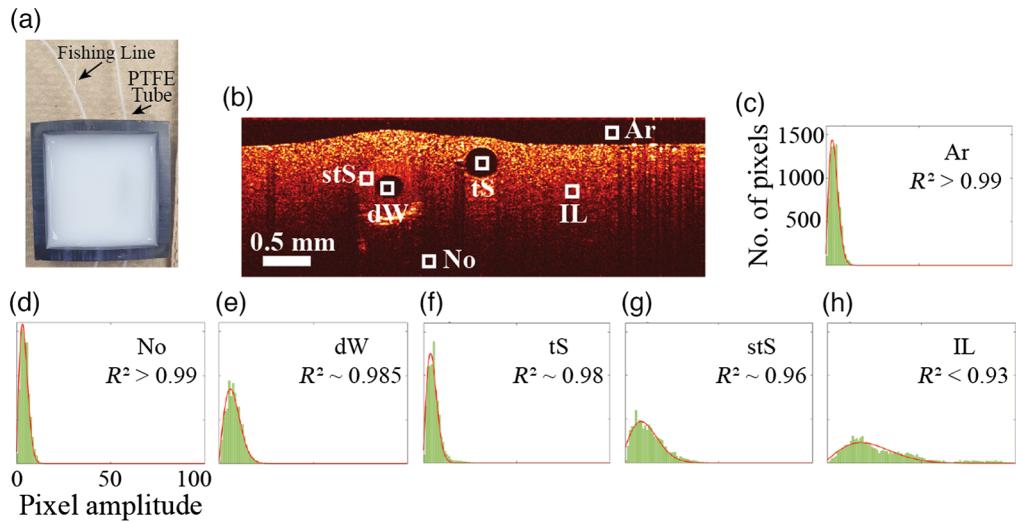 (a)
Fishing Line
PTFE
Tube
(b)
Ar
stS
tS
dW
IL
0.5 mm
No
(c)
No. of pixels
1500
1000
500
Ar
R² > 0.99
(d)
No
R² > 0.99
0 50 100
Pixel amplitude
(e)
dW
R² ~ 0.985
(f)
tS
R² ~ 0.98
(g)
stS
R² ~ 0.96
(h)
IL
R² < 0.93